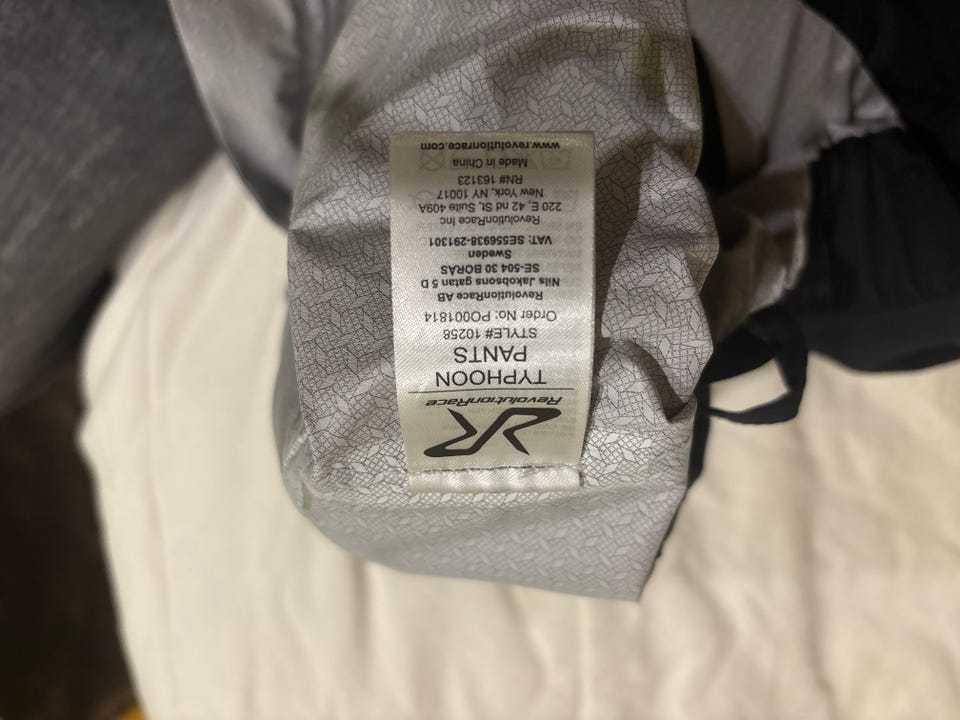 RevolutionRace
TYPHOON
PANTS
STYLE# 10258
Order No: PO001814
RevolutionRace AB
Nils Jakobsons gatan 5 D
SE-504 30 BORAS
Sweden
VAT: SE556938-291301
RevolutionRace Inc
220 E, 42 nd St, Suite 409A
New York, NY 10017
RN# 163123
Made in China
www.revolutionrace.com